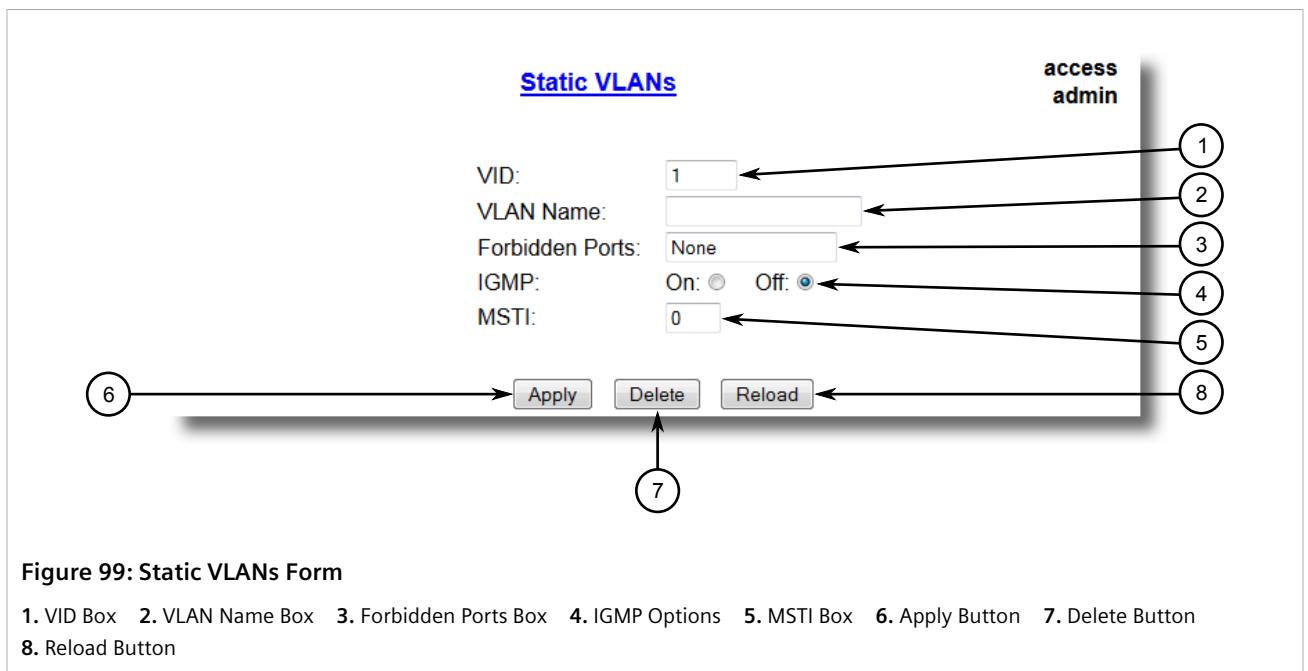 Static VLANs
access
admin
VID: 1
VLAN Name:
Forbidden Ports: None
IGMP: On: Off:
MSTI: 0
Apply Delete Reload
1
2
3
4
5
6
8
7
Figure 99: Static VLANs Form
1. VID Box 2. VLAN Name Box 3. Forbidden Ports Box 4. IGMP Options 5. MSTI Box 6. Apply Button 7. Delete Button
8. Reload Button